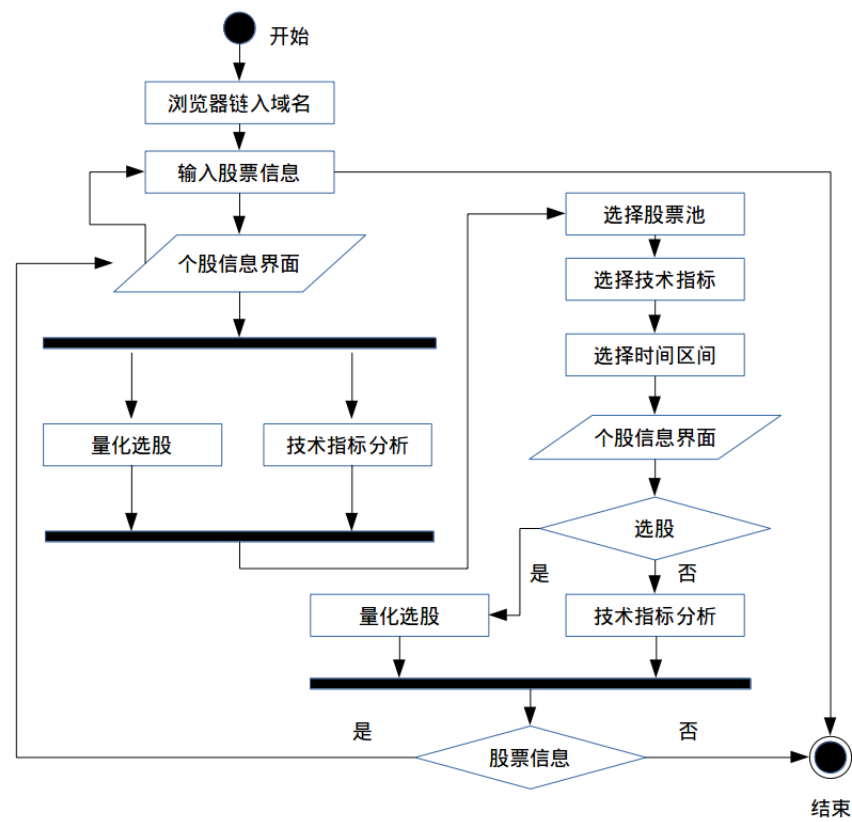 开始
浏览器链入域名
输入股票信息
个股信息界面
量化选股
技术指标分析
选择股票池
选择技术指标
选择时间区间
个股信息界面
选股
是
否
量化选股
技术指标分析
是
股票信息
否
结束